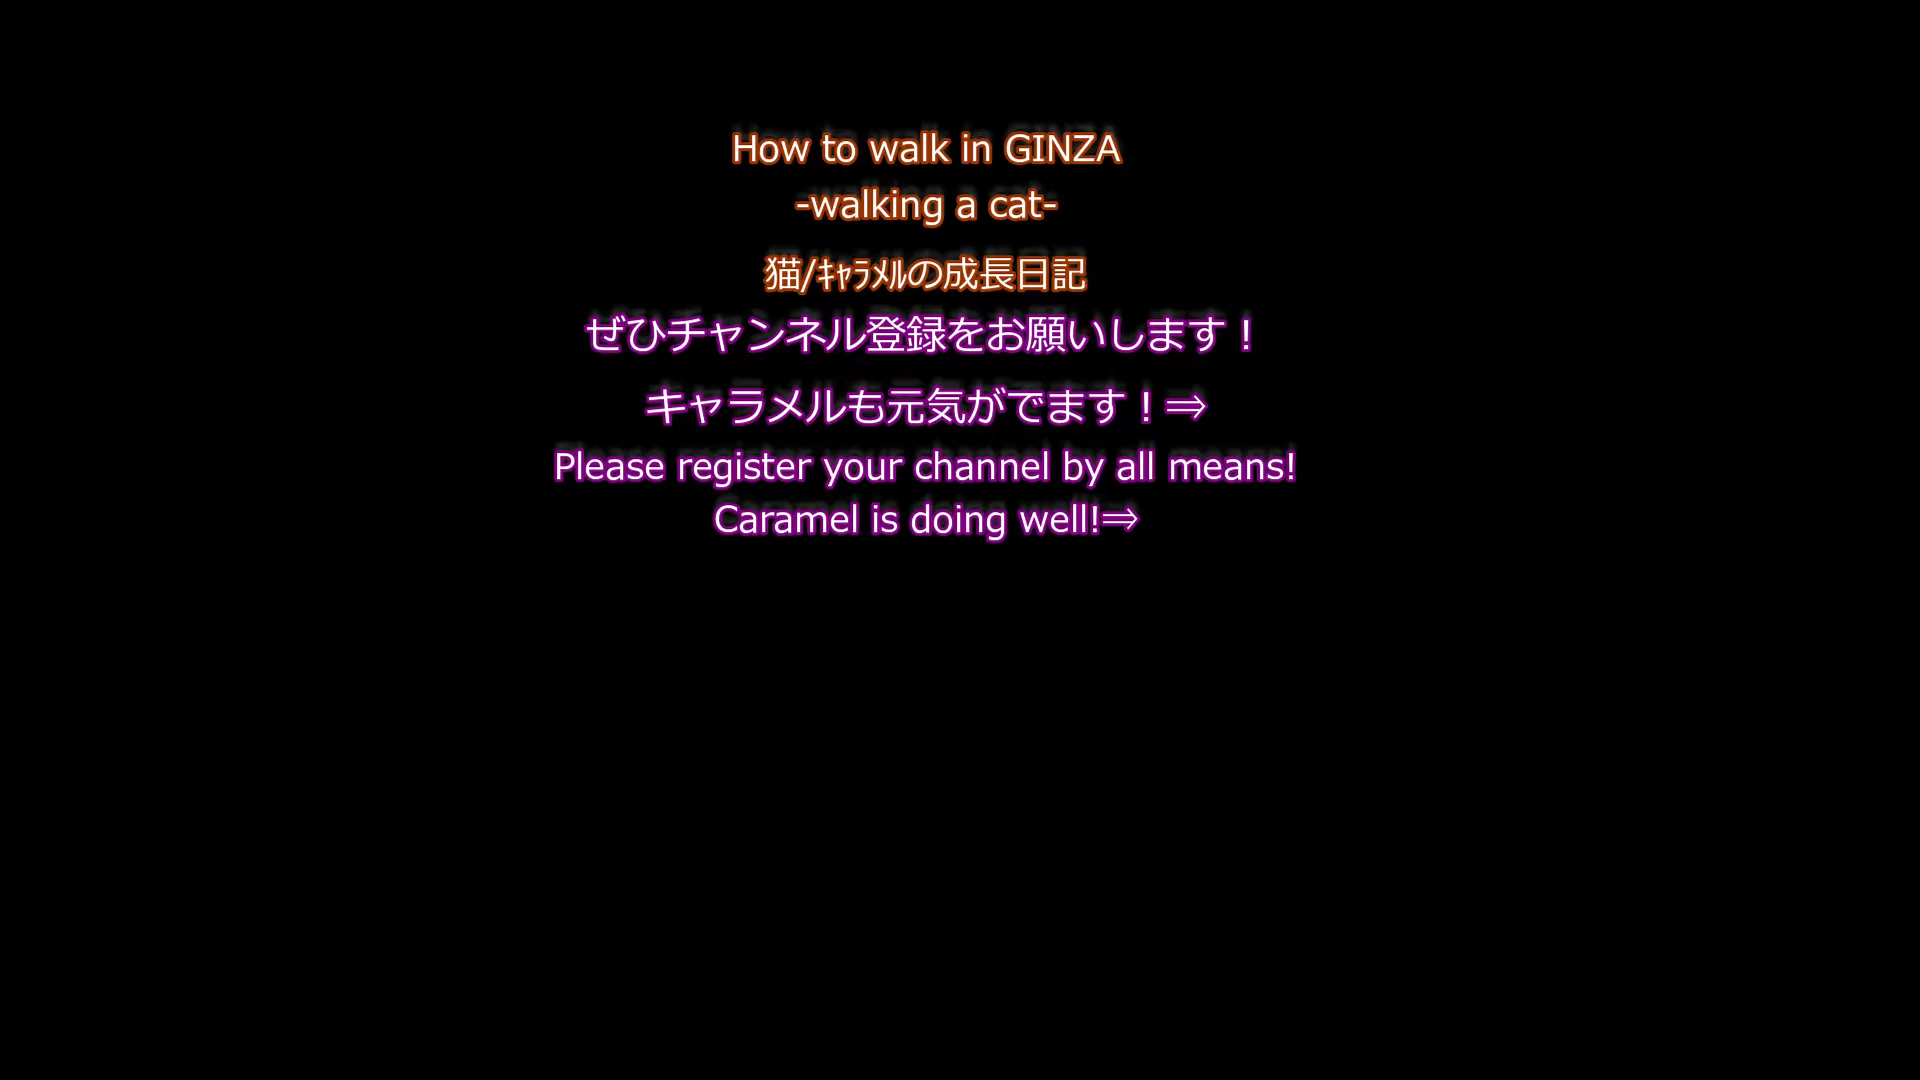 How to walk in GINZA
-walking a cat-
猫/ｷｬﾗﾒﾙの成長日記
ぜひチャンネル登録をお願いします！
キャラメルも元気がでます！⇒
Please register your channel by all means!
Caramel is doing well!⇒